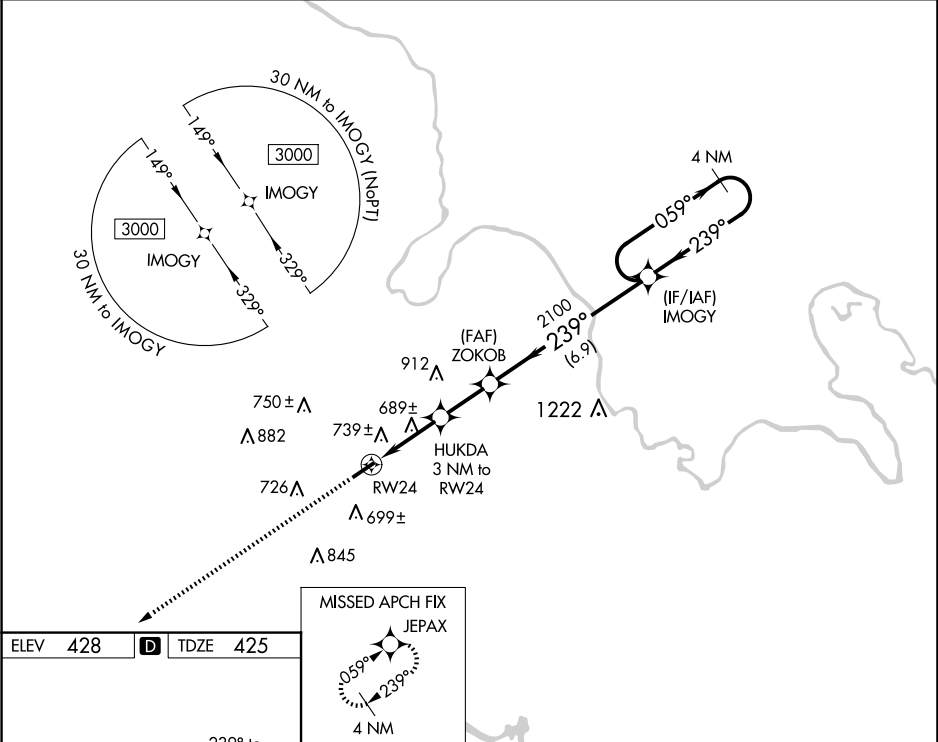 30 NM to IMOGY (NoPT)
149°
3000
IMOGY
329°
149°
3000
IMOGY
329°
30 NM to IMOGY
4 NM
059°
239°
(IF/IAF)
IMOGY
2100
239°
(6.9)
(FAF)
ZOKOB
912
1222
750±
689±
739±
882
HUKDA
3 NM to
RW24
RW24
726
699±
845
MISSED APCH FIX
JEPAX
059°
239°
4 NM
ELEV 428 D TDZE 425